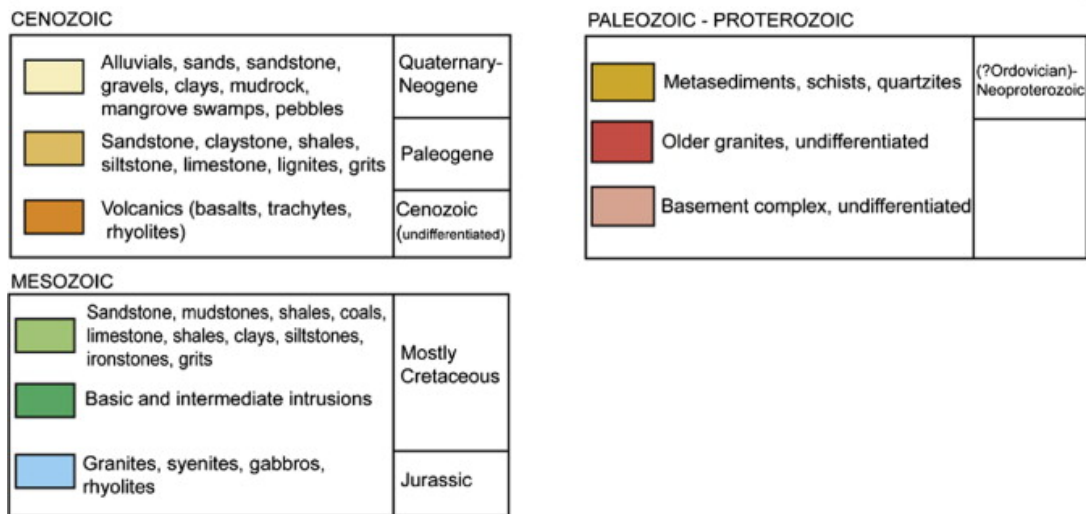 CENOZOIC
Alluvials, sands, sandstone,
gravels, clays, mudrock,
mangrove swamps, pebbles
Quaternary-
Neogene
Sandstone, claystone, shales,
siltstone, limestone, lignites, grits
Paleogene
Volcanics (basalts, trachytes,
rhyolites)
Cenozoic
(undifferentiated)
MESOZOIC
Sandstone, mudstones, shales, coals,
limestone, shales, clays, siltstones,
ironstones, grits
Mostly
Cretaceous
Basic and intermediate intrusions
Granites, syenites, gabbros,
rhyolites
Jurassic
PALEOZOIC - PROTEROZOIC
Metasediments, schists, quartzites
(?Ordovician)-
Neoproterozoic
Older granites, undifferentiated
Basement complex, undifferentiated